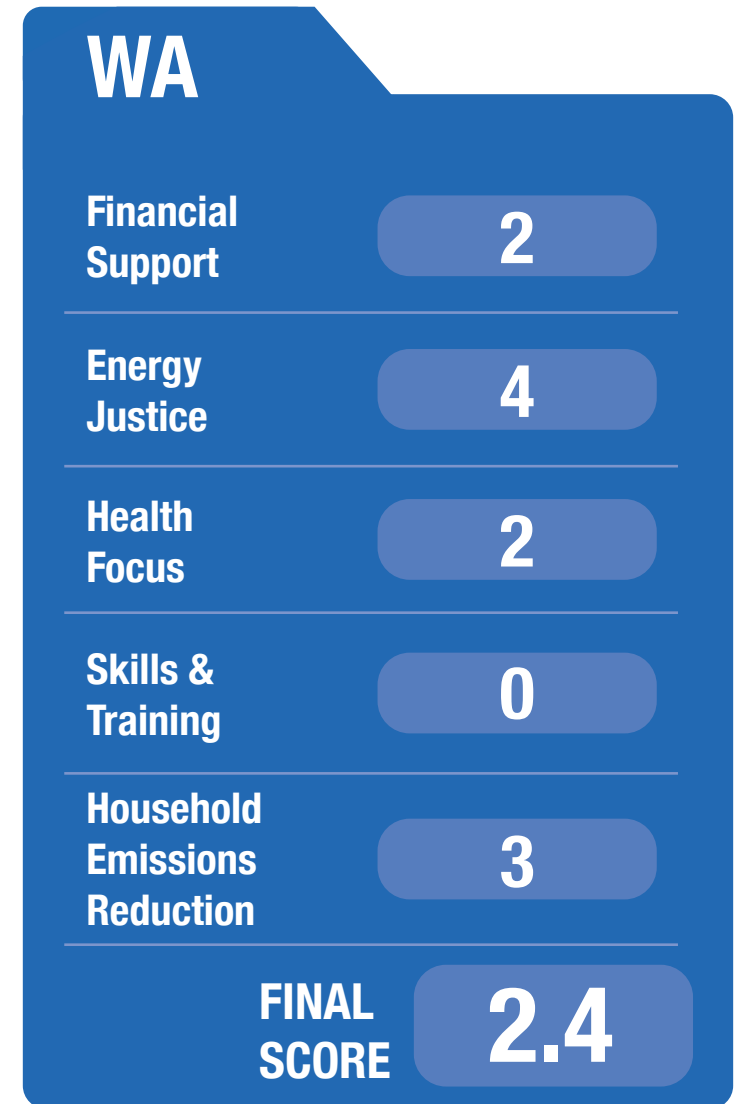 WA
Financial
Support
2
Energy
Justice
4
Health
Focus
2
Skills &
Training
0
Household
Emissions
Reduction
3
FINAL
SCORE
2.4